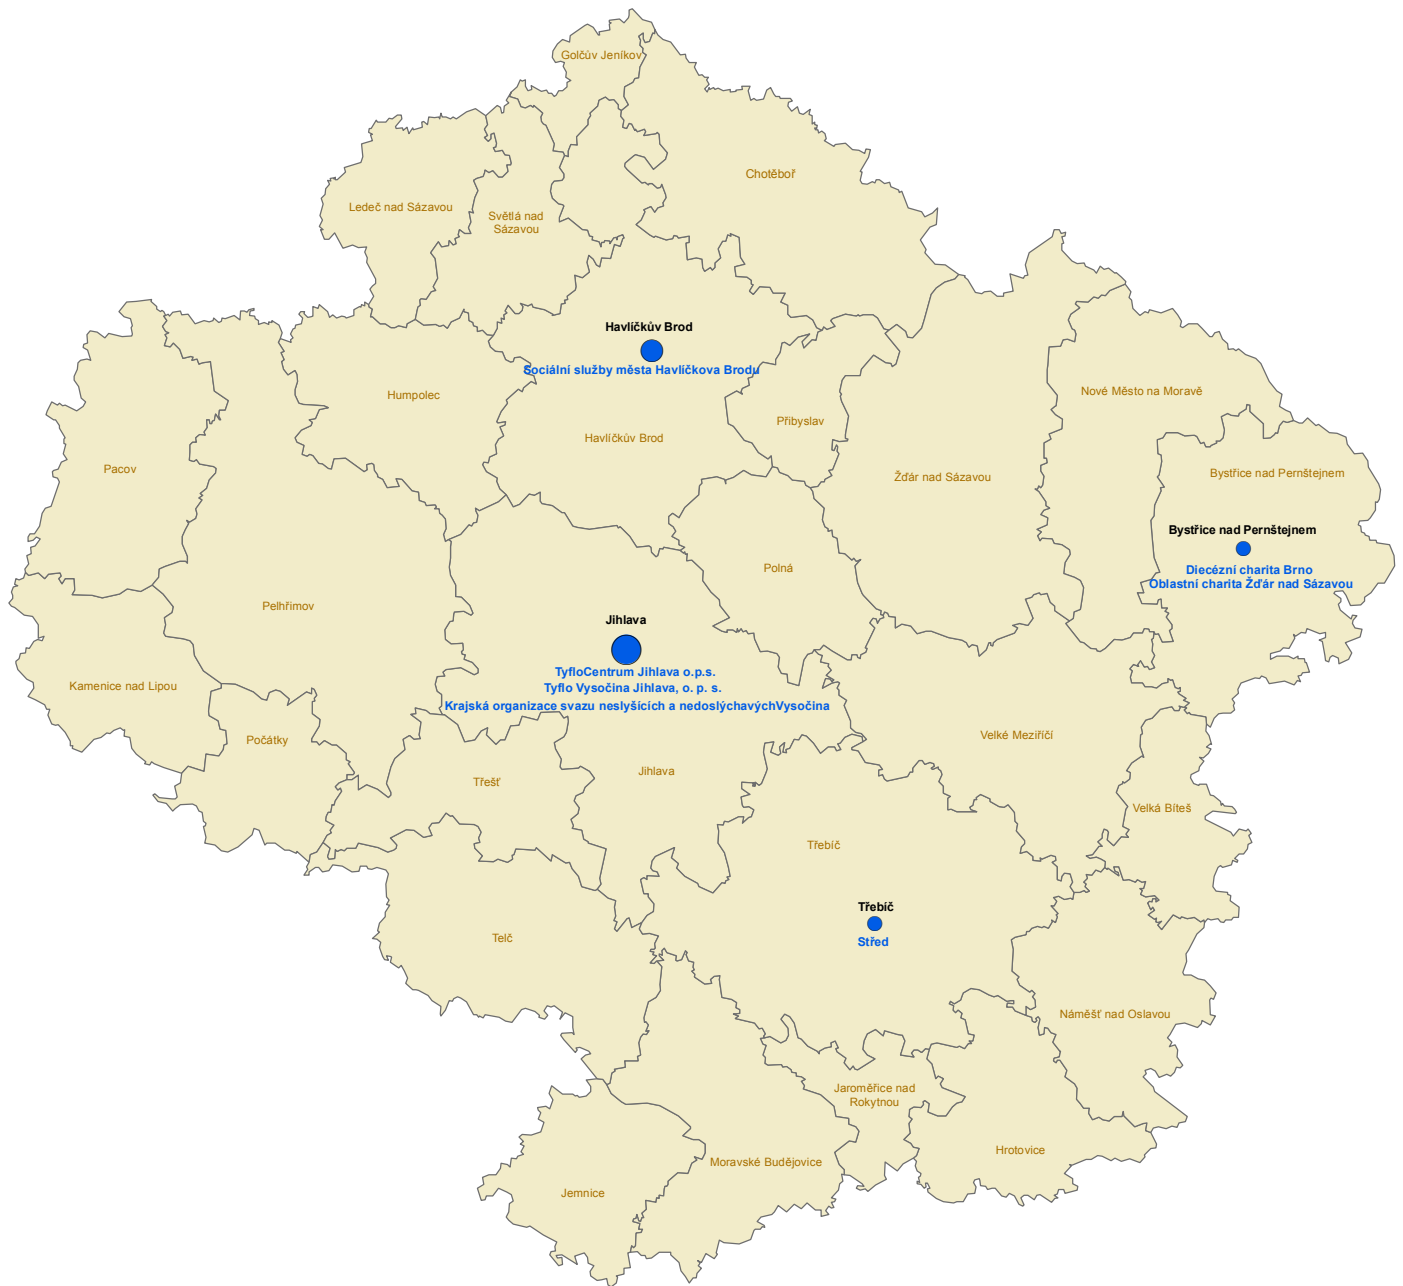 Golčův Jeníkov
Chotěboř
Ledeč nad Sázavou
Světlá nad
Sázavou
Havlíčkův Brod
Sociální služby města Havlíčkova Brodu
Humpolec
Nové Město na Moravě
Přibyslav
Havlíčkův Brod
Pacov
Žďár nad Sázavou
Bystřice nad Pernštejnem
Bystřice nad Pernštejnem
Diecézní charita Brno
Oblastní charita Žďár nad Sázavou
Polná
Pelhřimov
Jihlava
TyfloCentrum Jihlava o.p.s.
Tyflo Vysočina Jihlava, o. p. s.
Krajská organizace svazu neslyšících a nedoslýchavýchVysočina
Kamenice nad Lipou
Počátky
Velké Meziříčí
Jihlava
Třešť
Velká Bíteš
Třebíč
Třebíč
Střed
Telč
Náměšť nad Oslavou
Jaroměřice nad
Rokytnou
Hrotovice
Moravské Budějovice
Jemnice